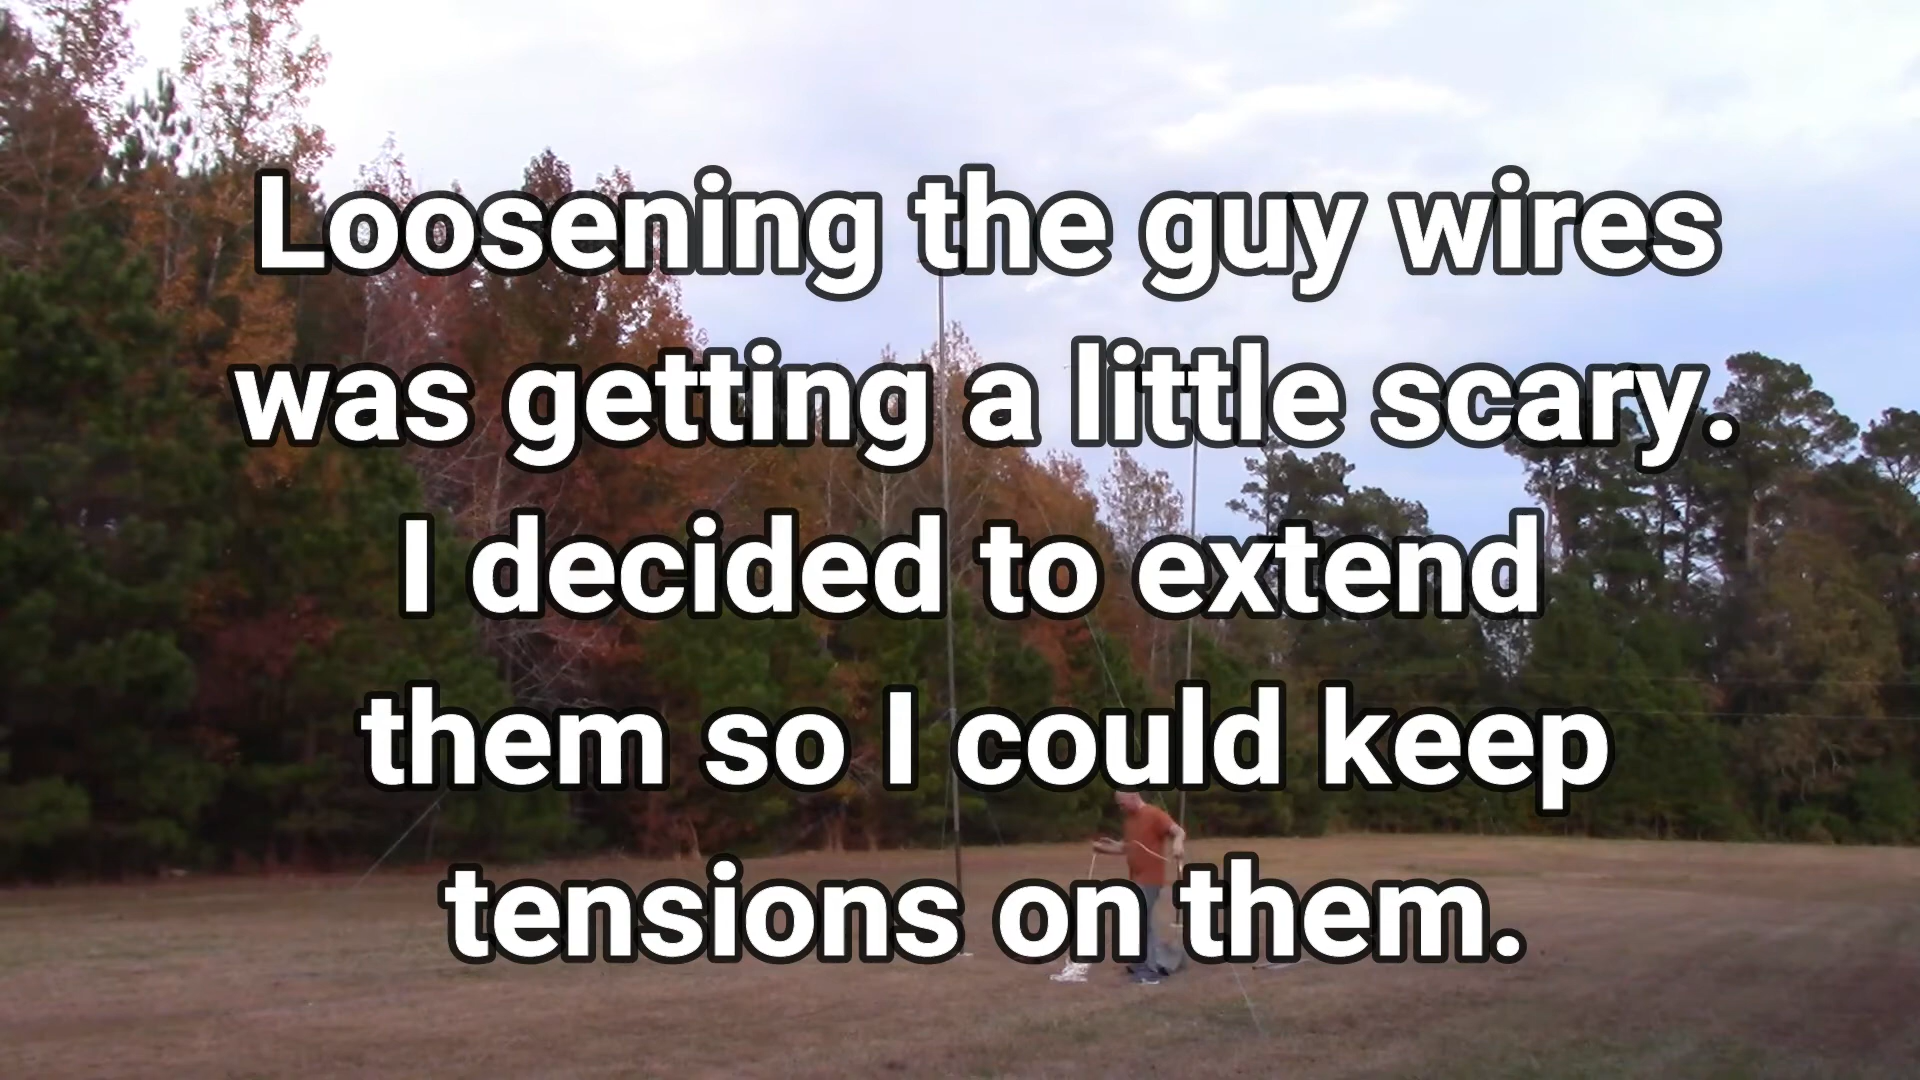 Loosening the guy wires
was getting a little scary.
I decided to extend
them so I could keep
tensions on them.